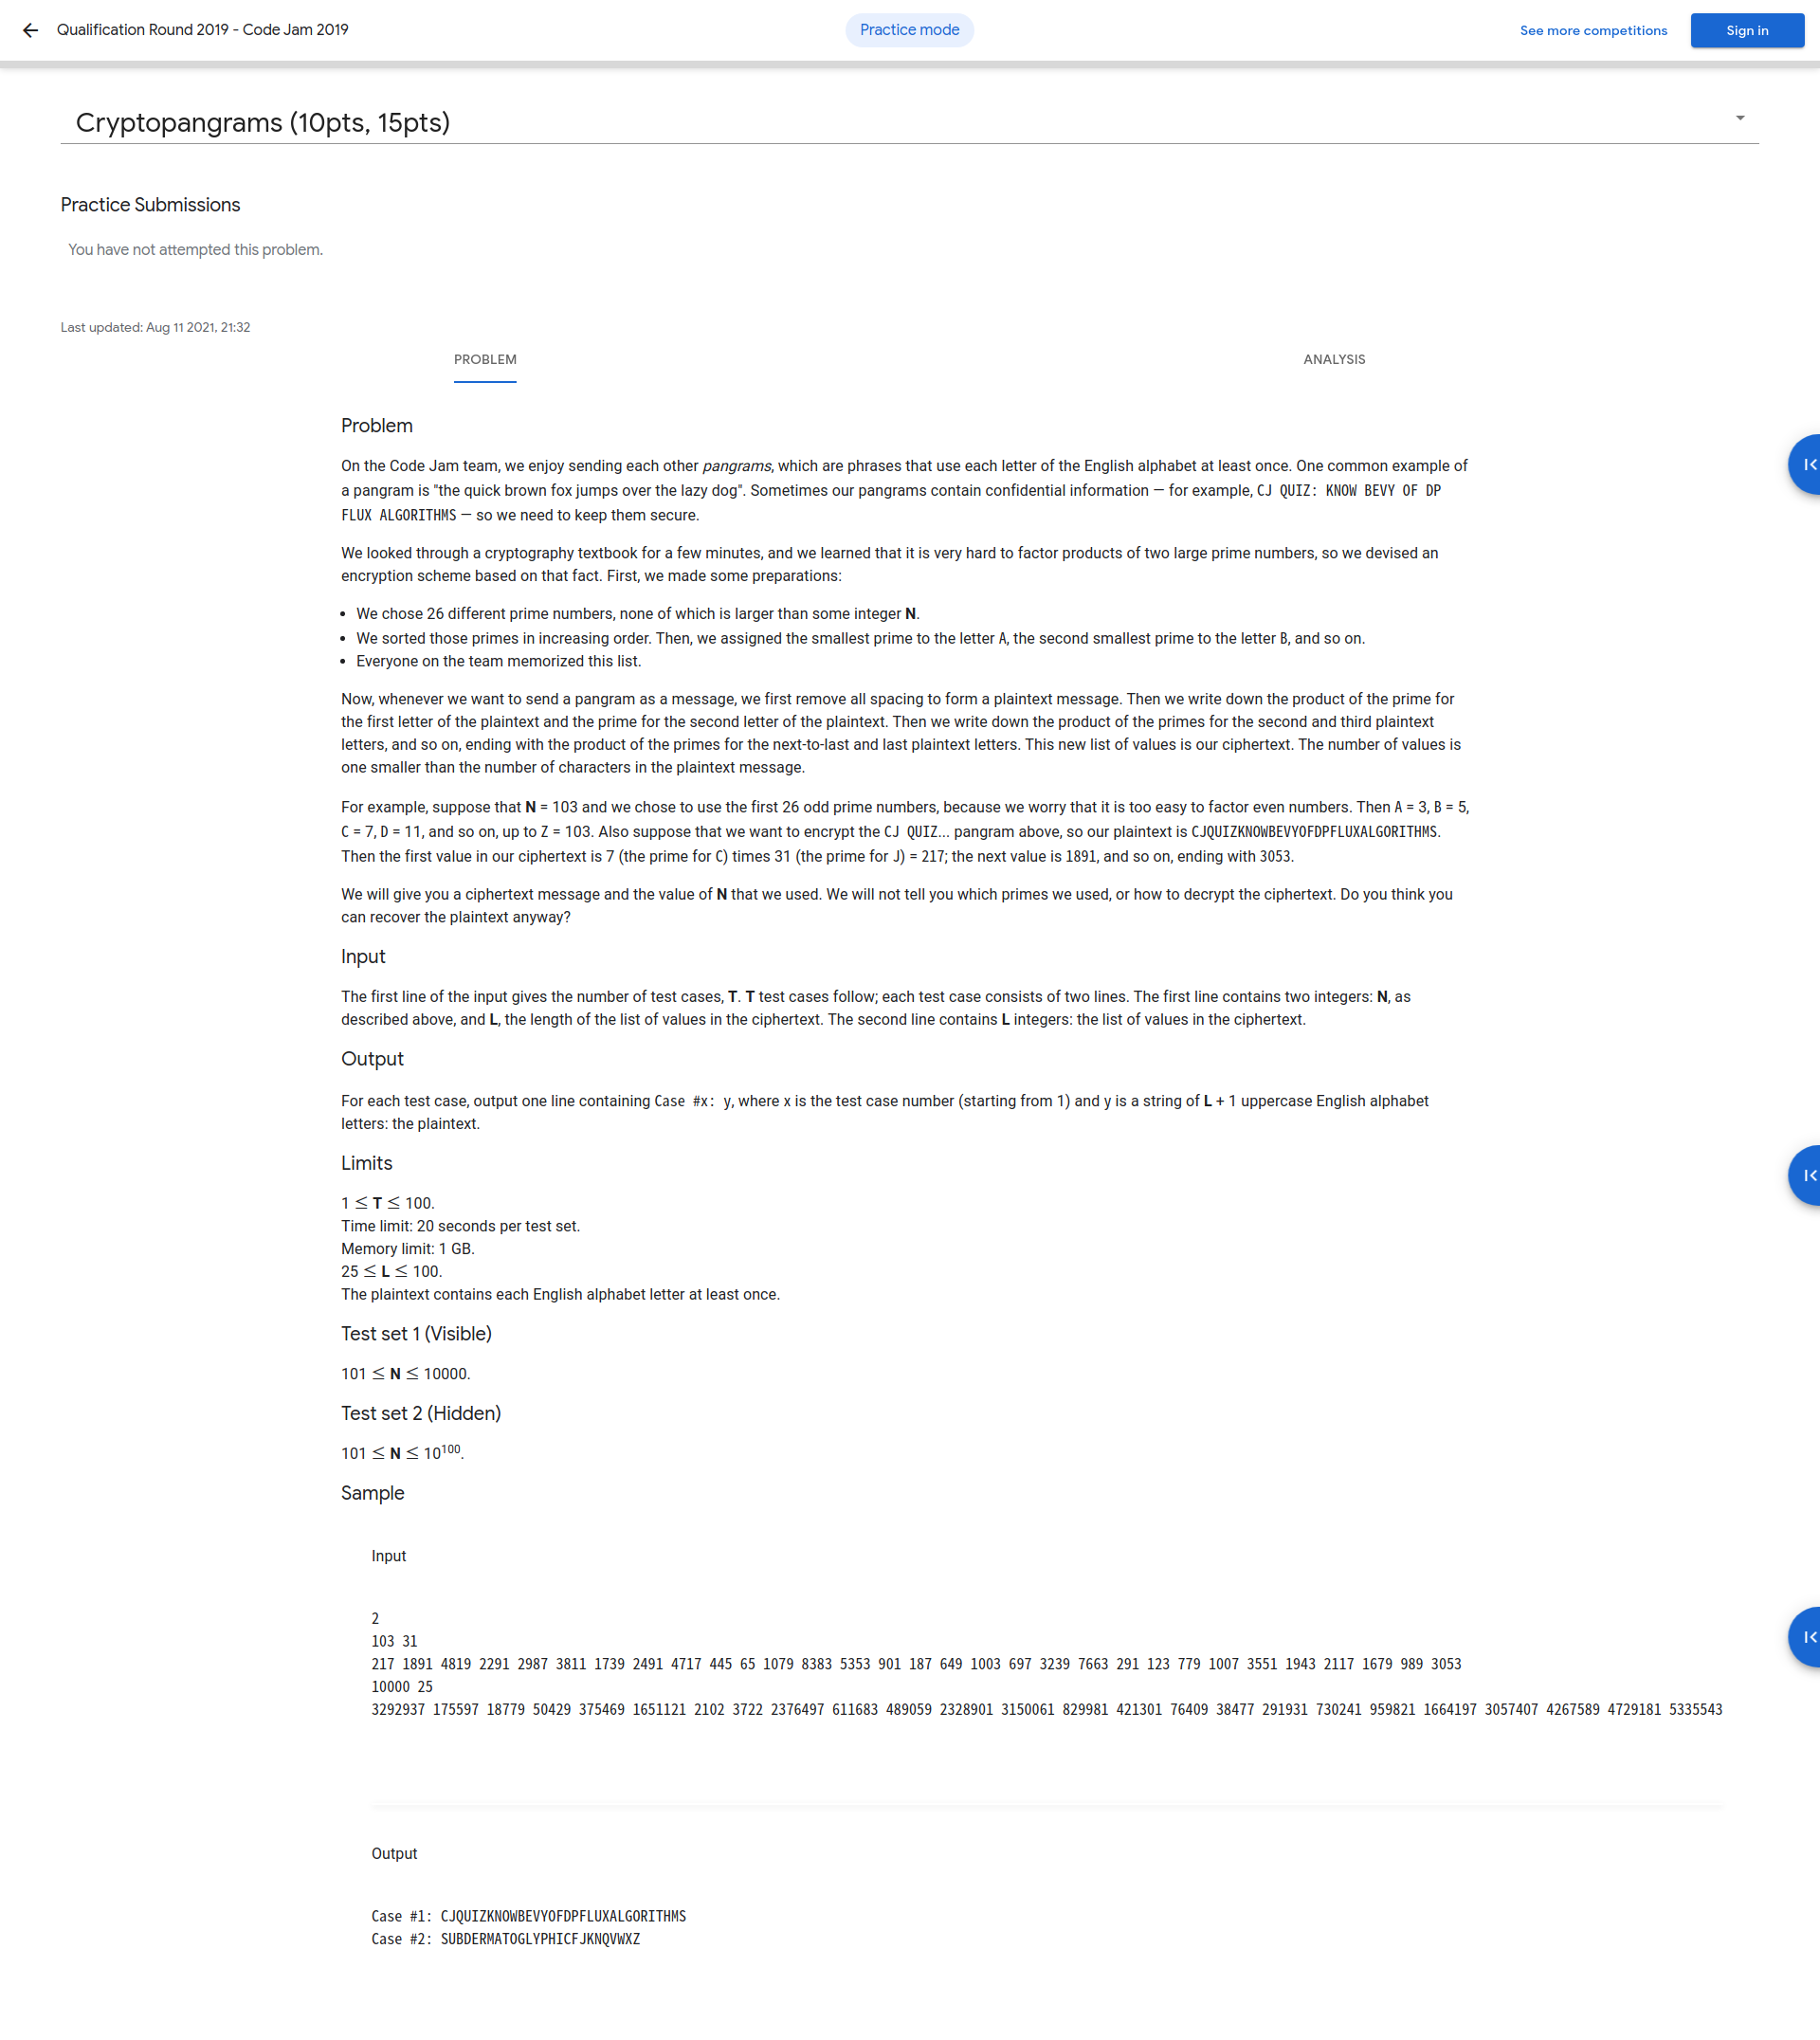 Qualification Round 2019 - Code Jam 2019
Practice mode
See more competitions
Sign in
Cryptopangrams (10pts, 15pts)
Practice Submissions
You have not attempted this problem.
Last updated: Aug 11 2021, 21:32
PROBLEM
ANALYSIS
Problem
On the Code Jam team, we enjoy sending each other pangrams, which are phrases that use each letter of the English alphabet at least once. One common example of
a pangram is "the quick brown fox jumps over the lazy dog". Sometimes our pangrams contain confidential information — for example, CJ QUIZ: KNOW BEVY OF DP
FLUX ALGORITHMS — so we need to keep them secure.
We looked through a cryptography textbook for a few minutes, and we learned that it is very hard to factor products of two large prime numbers, so we devised an
encryption scheme based on that fact. First, we made some preparations:
• We chose 26 different prime numbers, none of which is larger than some integer N.
• We sorted those primes in increasing order. Then, we assigned the smallest prime to the letter A, the second smallest prime to the letter B, and so on.
• Everyone on the team memorized this list.
Now, whenever we want to send a pangram as a message, we first remove all spacing to form a plaintext message. Then we write down the product of the prime for
the first letter of the plaintext and the prime for the second letter of the plaintext. Then we write down the product of the primes for the second and third plaintext
letters, and so on, ending with the product of the primes for the next-to-last and last plaintext letters. This new list of values is our ciphertext. The number of values is
one smaller than the number of characters in the plaintext message.
For example, suppose that N = 103 and we chose to use the first 26 odd prime numbers, because we worry that it is too easy to factor even numbers. Then A = 3, B = 5,
C = 7, D = 11, and so on, up to Z = 103. Also suppose that we want to encrypt the CJ QUIZ... pangram above, so our plaintext is CJQUIZKNOWBEVYOFDPFLUXALGORITHMS.
Then the first value in our ciphertext is 7 (the prime for C) times 31 (the prime for J) = 217; the next value is 1891, and so on, ending with 3053.
We will give you a ciphertext message and the value of N that we used. We will not tell you which primes we used, or how to decrypt the ciphertext. Do you think you
can recover the plaintext anyway?
Input
The first line of the input gives the number of test cases, T. T test cases follow; each test case consists of two lines. The first line contains two integers: N, as
described above, and L, the length of the list of values in the ciphertext. The second line contains L integers: the list of values in the ciphertext.
Output
For each test case, output one line containing Case #x: y, where x is the test case number (starting from 1) and y is a string of L + 1 uppercase English alphabet
letters: the plaintext.
Limits
1 ≤ T ≤ 100.
Time limit: 20 seconds per test set.
Memory limit: 1 GB.
25 ≤ L ≤ 100.
The plaintext contains each English alphabet letter at least once.
Test set 1 (Visible)
101 ≤ N ≤ 10000.
Test set 2 (Hidden)
101 ≤ N ≤ 10^100.
Sample
Input
2
103 31
217 1891 4819 2291 2987 3811 1739 2491 4717 445 65 1079 8383 5353 901 187 649 1003 697 3239 7663 291 123 779 1007 3551 1943 2117 1679 989 3053
10000 25
3292937 175597 18779 50429 375469 1651121 2102 3722 2376497 611683 489059 2328901 3150061 829981 421301 76409 38477 291931 730241 959821 1664197 3057407 4267589 4729181 5335543
Output
Case #1: CJQUIZKNOWBEVYOFDPFLUXALGORITHMS
Case #2: SUBDERMATOGLYPHICFJKNQVWXZ